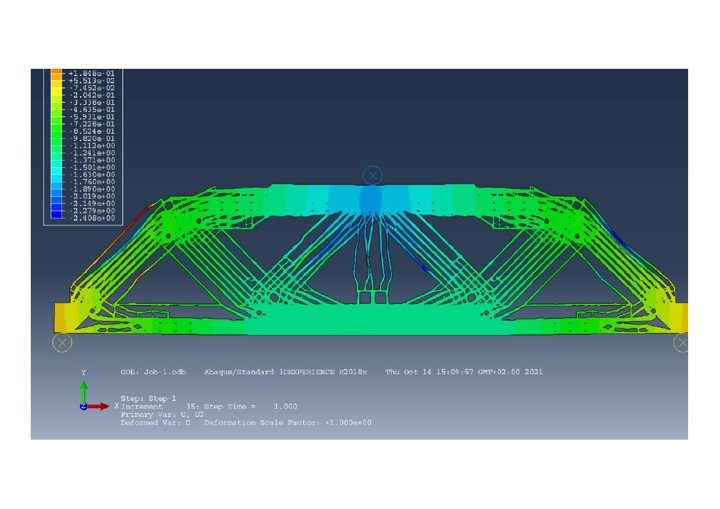 +1.848e-01
+5.513e-02
-7.452e-02
-2.042e-01
-3.338e-01
-4.635e-01
-5.931e-01
-7.228e-01
-8.524e-01
-9.820e-01
-1.112e+00
-1.241e+00
-1.371e+00
-1.501e+00
-1.630e+00
-1.760e+00
-1.890e+00
-2.019e+00
-2.149e+00
-2.279e+00
-2.408e+00
Y
Z
X
ODB: Job-1.odb Abaqus/Standard 3DEXPERIENCE R2018x Thu Oct 14 15:09:57 GMT+02:00 2021
Step: Step-1
Increment 35: Step Time = 1.000
Primary Var: U, U2
Deformed Var: U Deformation Scale Factor: +1.000e+00